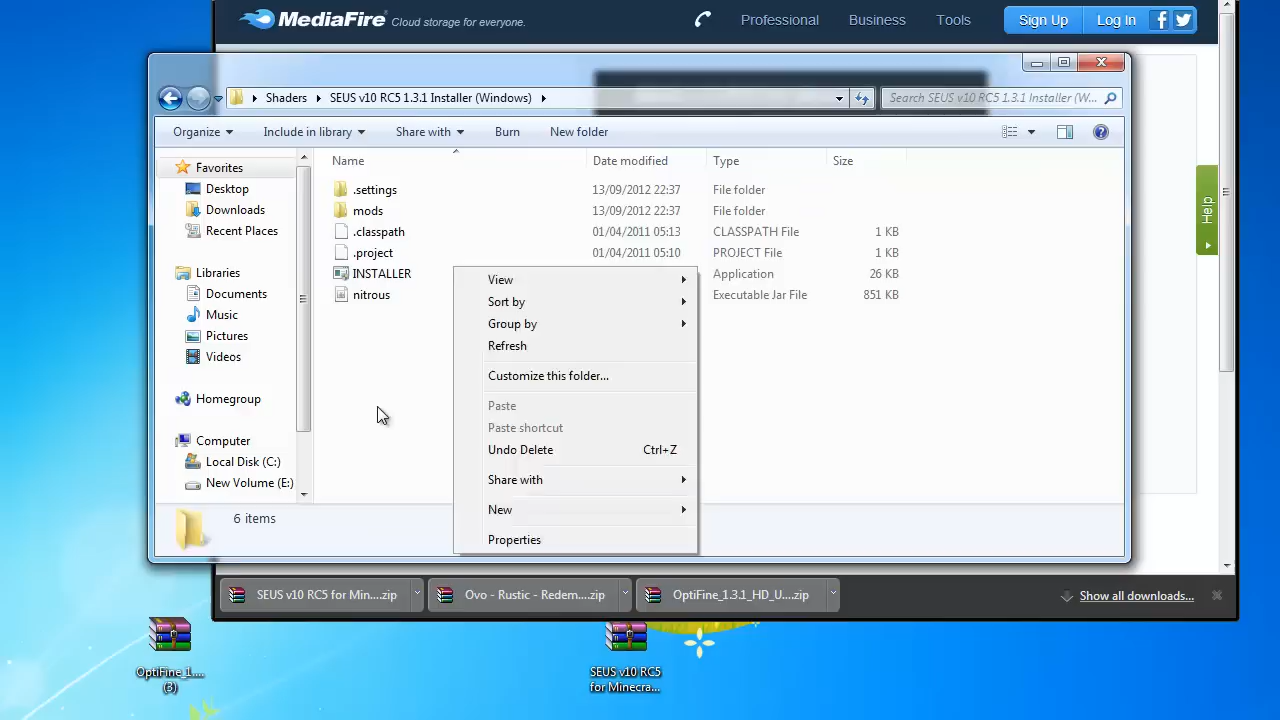 MediaFire Cloud storage for everyone.
Professional Business Tools Sign Up Log In
Shaders SEUS v10 RC5 1.3.1 Installer (Windows)
Search SEUS v10 RC5 1.3.1 Installer (W...
Organize Include in library Share with Burn New folder
Favorites
Desktop
Downloads
Recent Places
Libraries
Documents
Music
Pictures
Videos
Homegroup
Computer
Local Disk (C:)
New Volume (E:)
Name Date modified Type Size
.settings 13/09/2012 22:37 File folder
mods 13/09/2012 22:37 File folder
.classpath 01/04/2011 05:13 CLASSPATH File 1 KB
.project 01/04/2011 05:10 PROJECT File 1 KB
INSTALLER Application 26 KB
nitrous Executable Jar File 851 KB
View
Sort by
Group by
Refresh
Customize this folder...
Paste
Paste shortcut
Undo Delete Ctrl+Z
Share with
New
Properties
Help
6 items
SEUS v10 RC5 for Min....zip
Ovo - Rustic - Redem....zip
OptiFine_1.3.1_HD_U....zip
Show all downloads...
OptiFine_1....
(3)
SEUS v10 RC5
for Minecra...